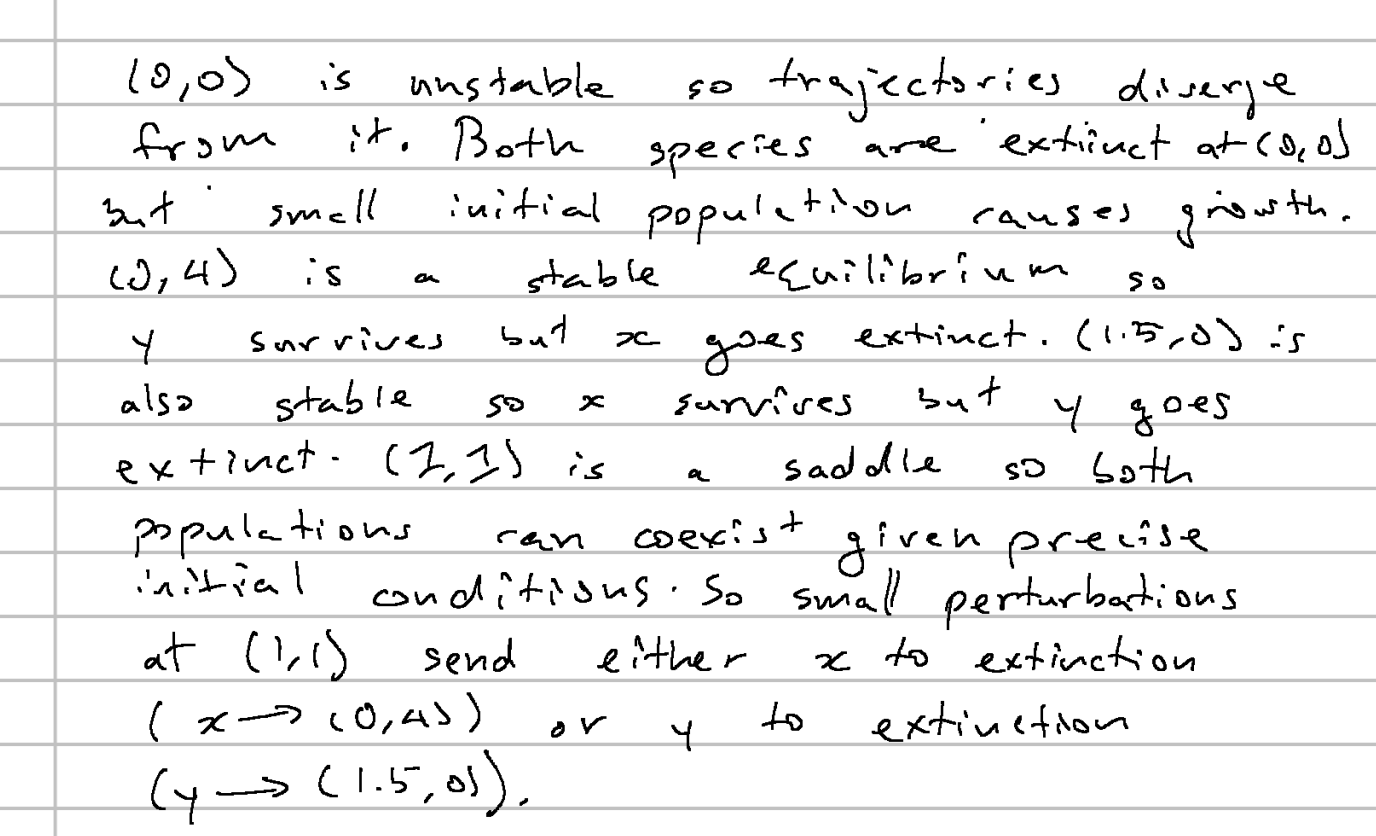 (0,0) is unstable so trajectories diverge
from it. Both species are extinct at (0,0)
but small initial population causes growth.
(0,4) is a stable equilibrium so
y survives but x goes extinct. (1.5,0) is
also stable so x survives but y goes
extinct. (1,1) is a saddle so both
populations can coexist given precise
initial conditions. So small perturbations
at (1,1) send either x to extinction
(x → (0,4)) or y to extinction
(y → (1.5,0)).